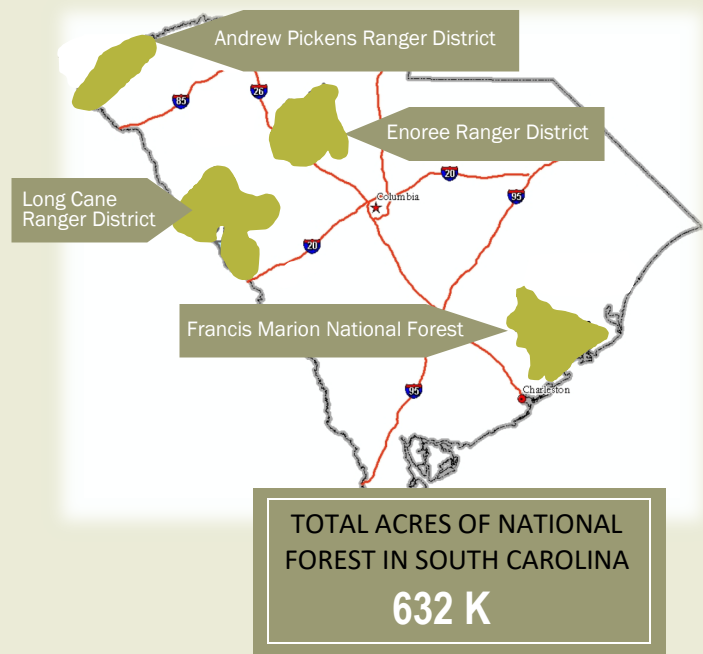 Andrew Pickens Ranger District
85
26
Enoree Ranger District
20
Long Cane
Ranger District
Columbia
95
20
Francis Marion National Forest
95
Charleston
TOTAL ACRES OF NATIONAL
FOREST IN SOUTH CAROLINA
632 K